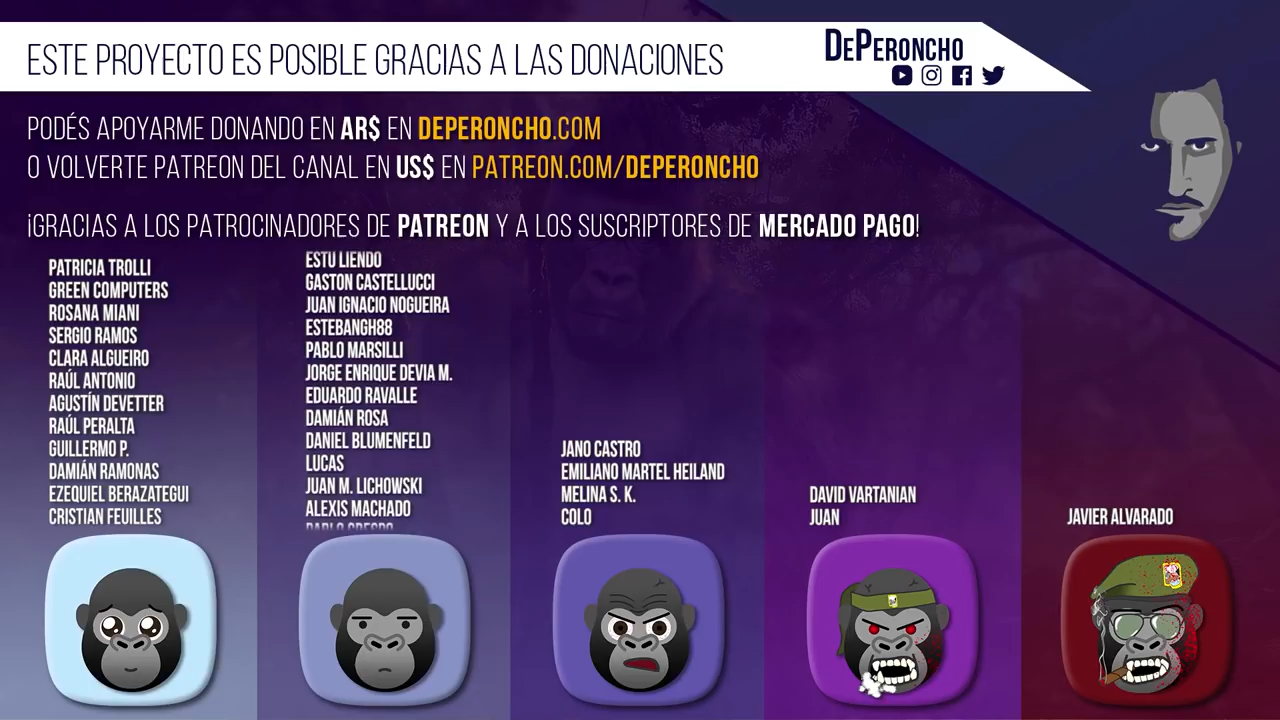 ESTE PROYECTO ES POSIBLE GRACIAS A LAS DONACIONES
DEPERONCHO
PODÉS APOYARME DONANDO EN AR$ EN DEPERONCHO.COM
O VOLVERTE PATREON DEL CANAL EN US$ EN PATREON.COM/DEPERONCHO
¡GRACIAS A LOS PATROCINADORES DE PATREON Y A LOS SUSCRIPTORES DE MERCADO PAGO!
PATRICIA TROLLI
GREEN COMPUTERS
ROSANA MIANI
SERGIO RAMOS
CLARA ALGUEIRO
RAÚL ANTONIO
AGUSTÍN DEVETTER
RAÚL PERALTA
GUILLERMO P.
DAMIÁN RAMONAS
EZEQUIEL BERAZATEGUI
CRISTIAN FEUILLES
ESTU LIENDO
GASTON CASTELLUCCI
JUAN IGNACIO NOGUEIRA
ESTEBANGH88
PABLO MARSILLI
JORGE ENRIQUE DEVIA M.
EDUARDO RAVALLE
DAMIÁN ROSA
DANIEL BLUMENFELD
LUCAS
JUAN M. LICHOWSKI
ALEXIS MACHADO
PABLO CRESPO
JANO CASTRO
EMILIANO MARTEL HEILAND
MELINA S. K.
COLO
DAVID VARTANIAN
JUAN
JAVIER ALVARADO